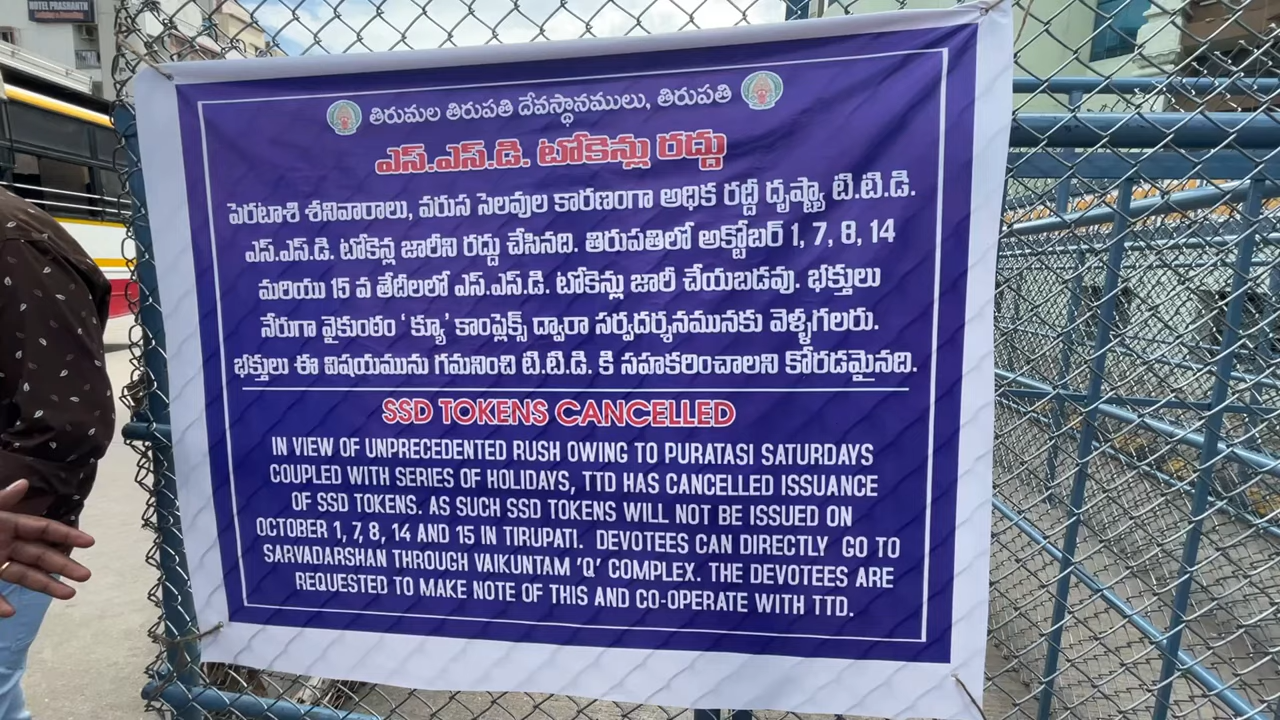 HOTEL PRASHANTH
తిరుమల తిరుపతి దేవస్థానములు, తిరుపతి
ఎస్.ఎస్.డి. టోకెన్లు రద్దు
పెరటాశి శనివారాలు, వరుస సెలవుల కారణంగా అధిక రద్దీ దృష్ట్యా టి.టి.డి.
ఎస్.ఎస్.డి. టోకెన్ల జారీని రద్దు చేసినది. తిరుపతిలో అక్టోబర్ 1, 7, 8, 14
మరియు 15 వ తేదీలలో ఎస్.ఎస్.డి. టోకెన్లు జారీ చేయబడవు. భక్తులు
నేరుగా వైకుంఠం ‘క్యూ’ కాంప్లెక్స్ ద్వారా సర్వదర్శనమునకు వెళ్ళగలరు.
భక్తులు ఈ విషయమును గమనించి టి.టి.డి. కి సహకరించాలని కోరడమైనది.
SSD TOKENS CANCELLED
IN VIEW OF UNPRECEDENTED RUSH OWING TO PURATASI SATURDAYS
COUPLED WITH SERIES OF HOLIDAYS, TTD HAS CANCELLED ISSUANCE
OF SSD TOKENS. AS SUCH SSD TOKENS WILL NOT BE ISSUED ON
OCTOBER 1, 7, 8, 14 AND 15 IN TIRUPATI. DEVOTEES CAN DIRECTLY GO TO
SARVADARSHAN THROUGH VAIKUNTAM 'Q' COMPLEX. THE DEVOTEES ARE
REQUESTED TO MAKE NOTE OF THIS AND CO-OPERATE WITH TTD.